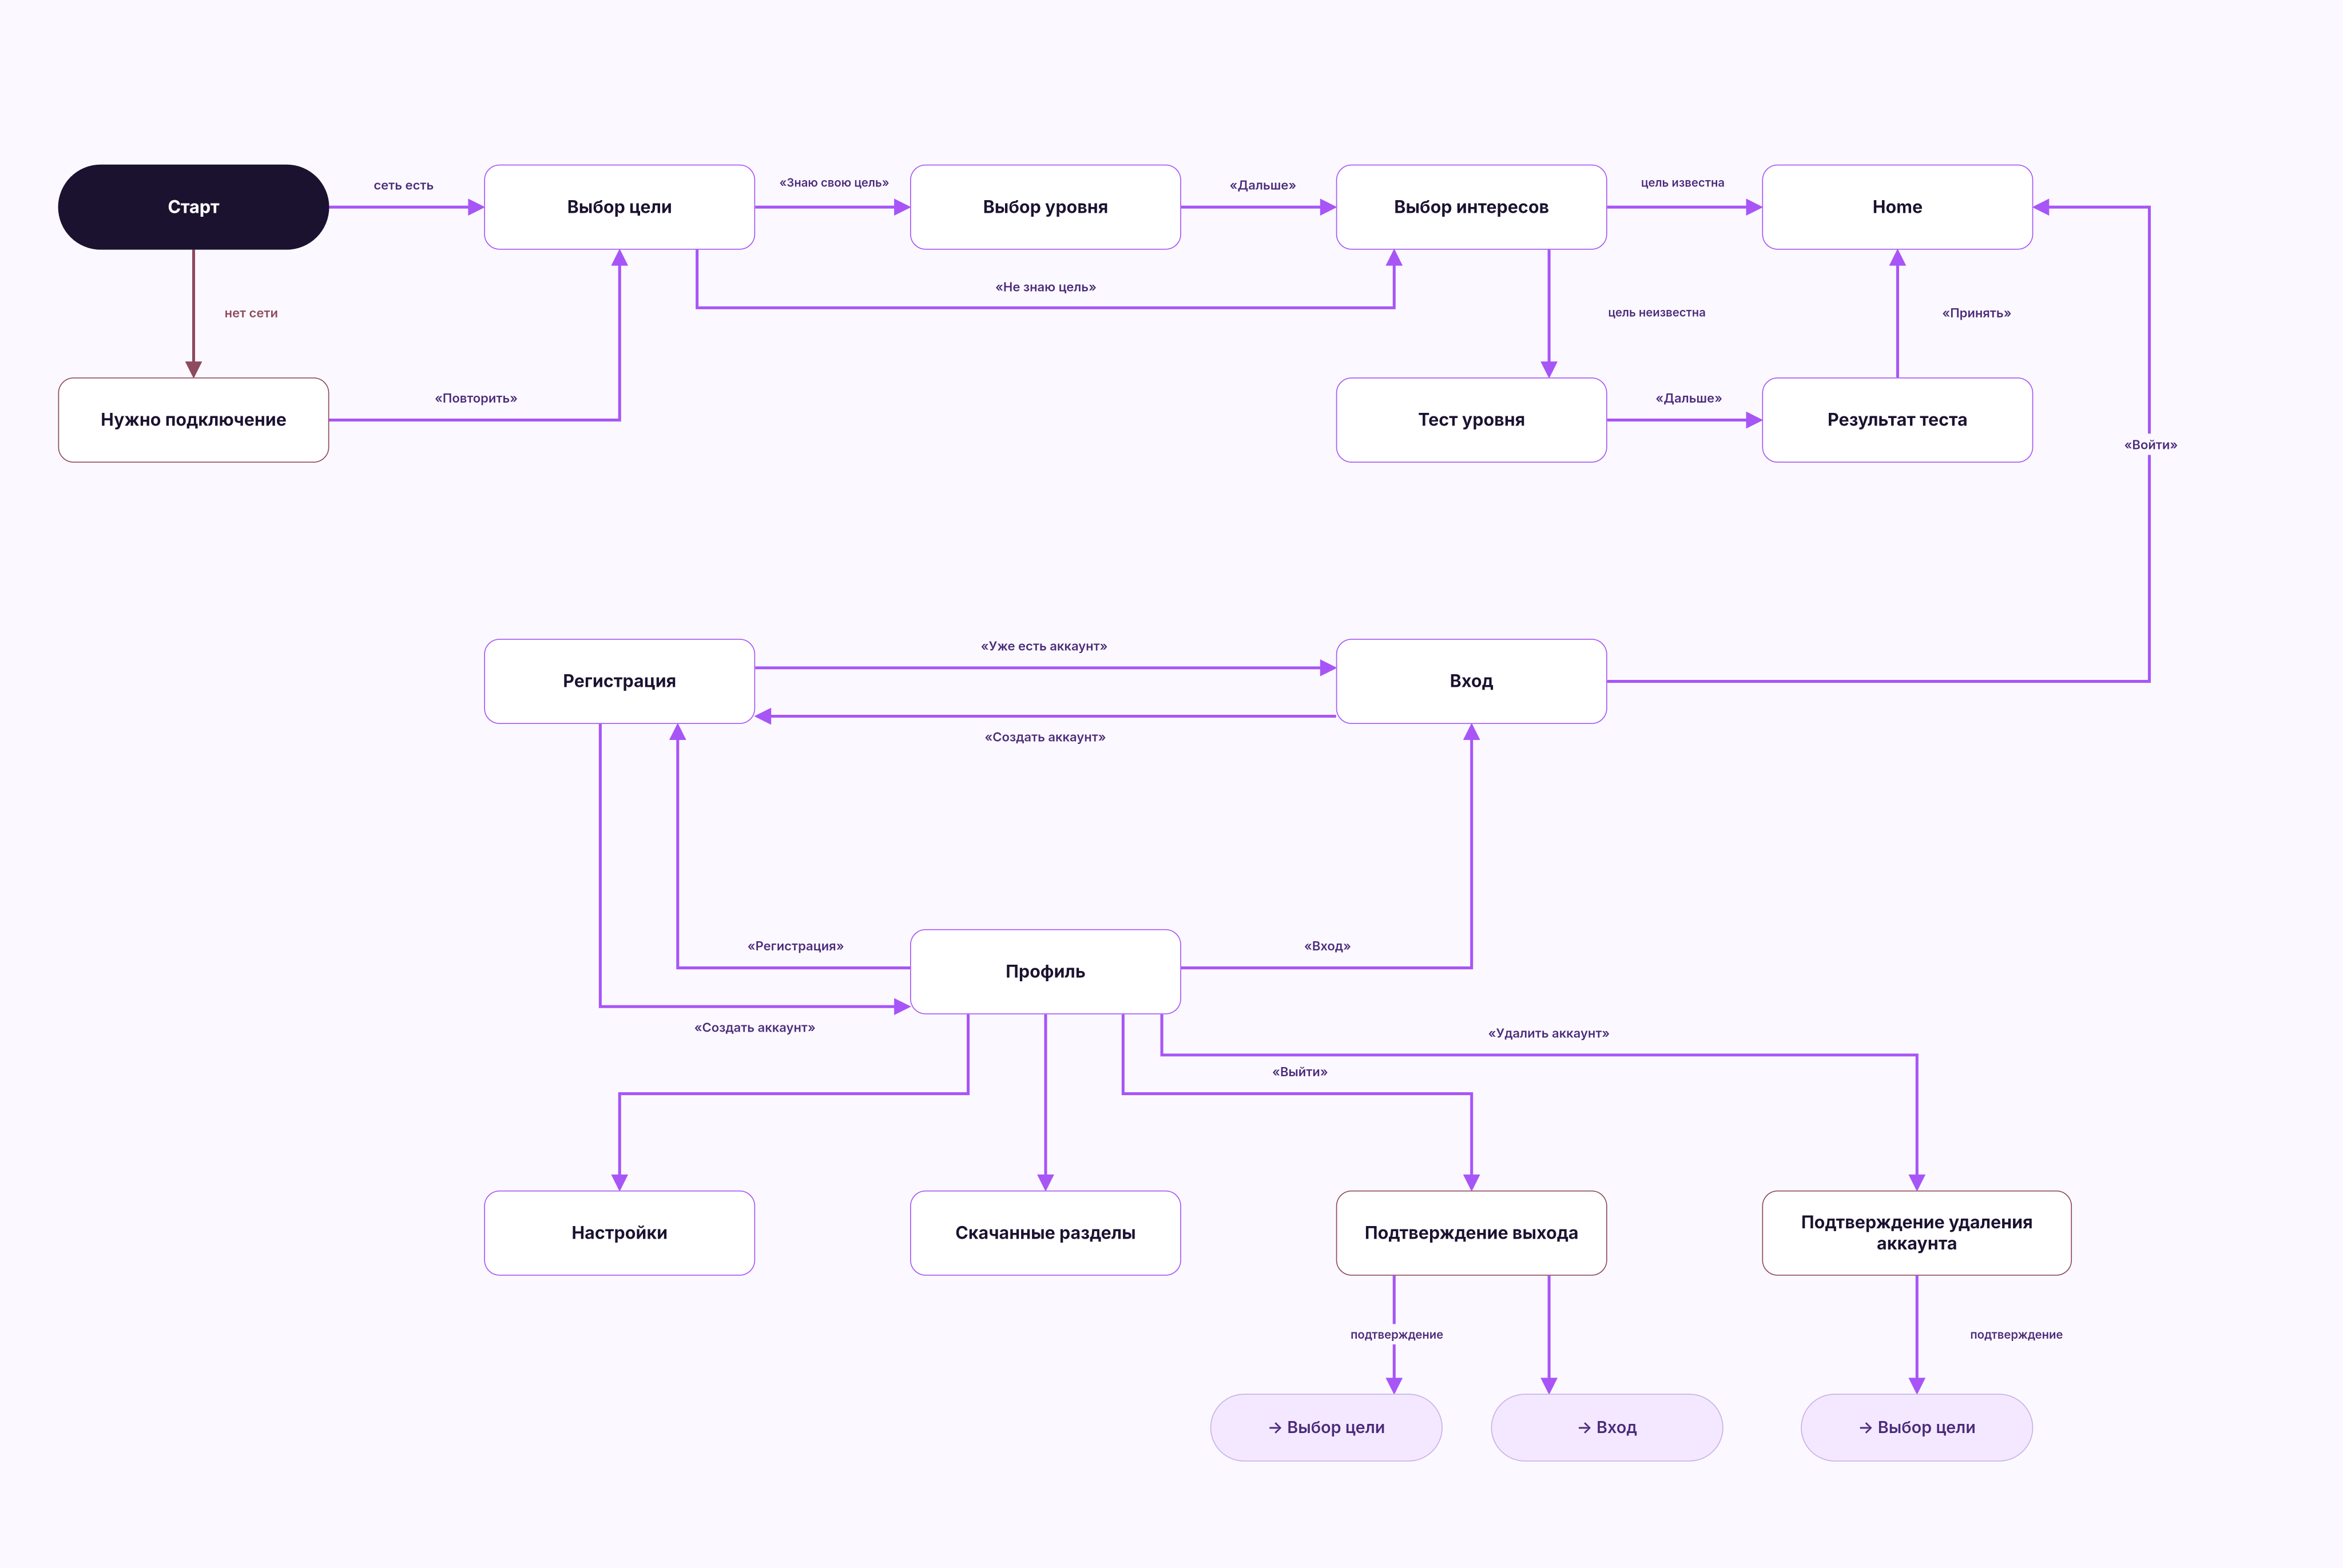 Старт
сеть есть
Выбор цели
«Знаю свою цель»
Выбор уровня
«Дальше»
Выбор интересов
цель известна
Home
«Не знаю цель»
нет сети
цель неизвестна
«Принять»
Нужно подключение
«Повторить»
Тест уровня
«Дальше»
Результат теста
«Войти»
Регистрация
«Уже есть аккаунт»
Вход
«Создать аккаунт»
«Регистрация»
Профиль
«Вход»
«Создать аккаунт»
«Удалить аккаунт»
«Выйти»
Настройки
Скачанные разделы
Подтверждение выхода
Подтверждение удаления
аккаунта
подтверждение
подтверждение
→ Выбор цели
→ Вход
→ Выбор цели